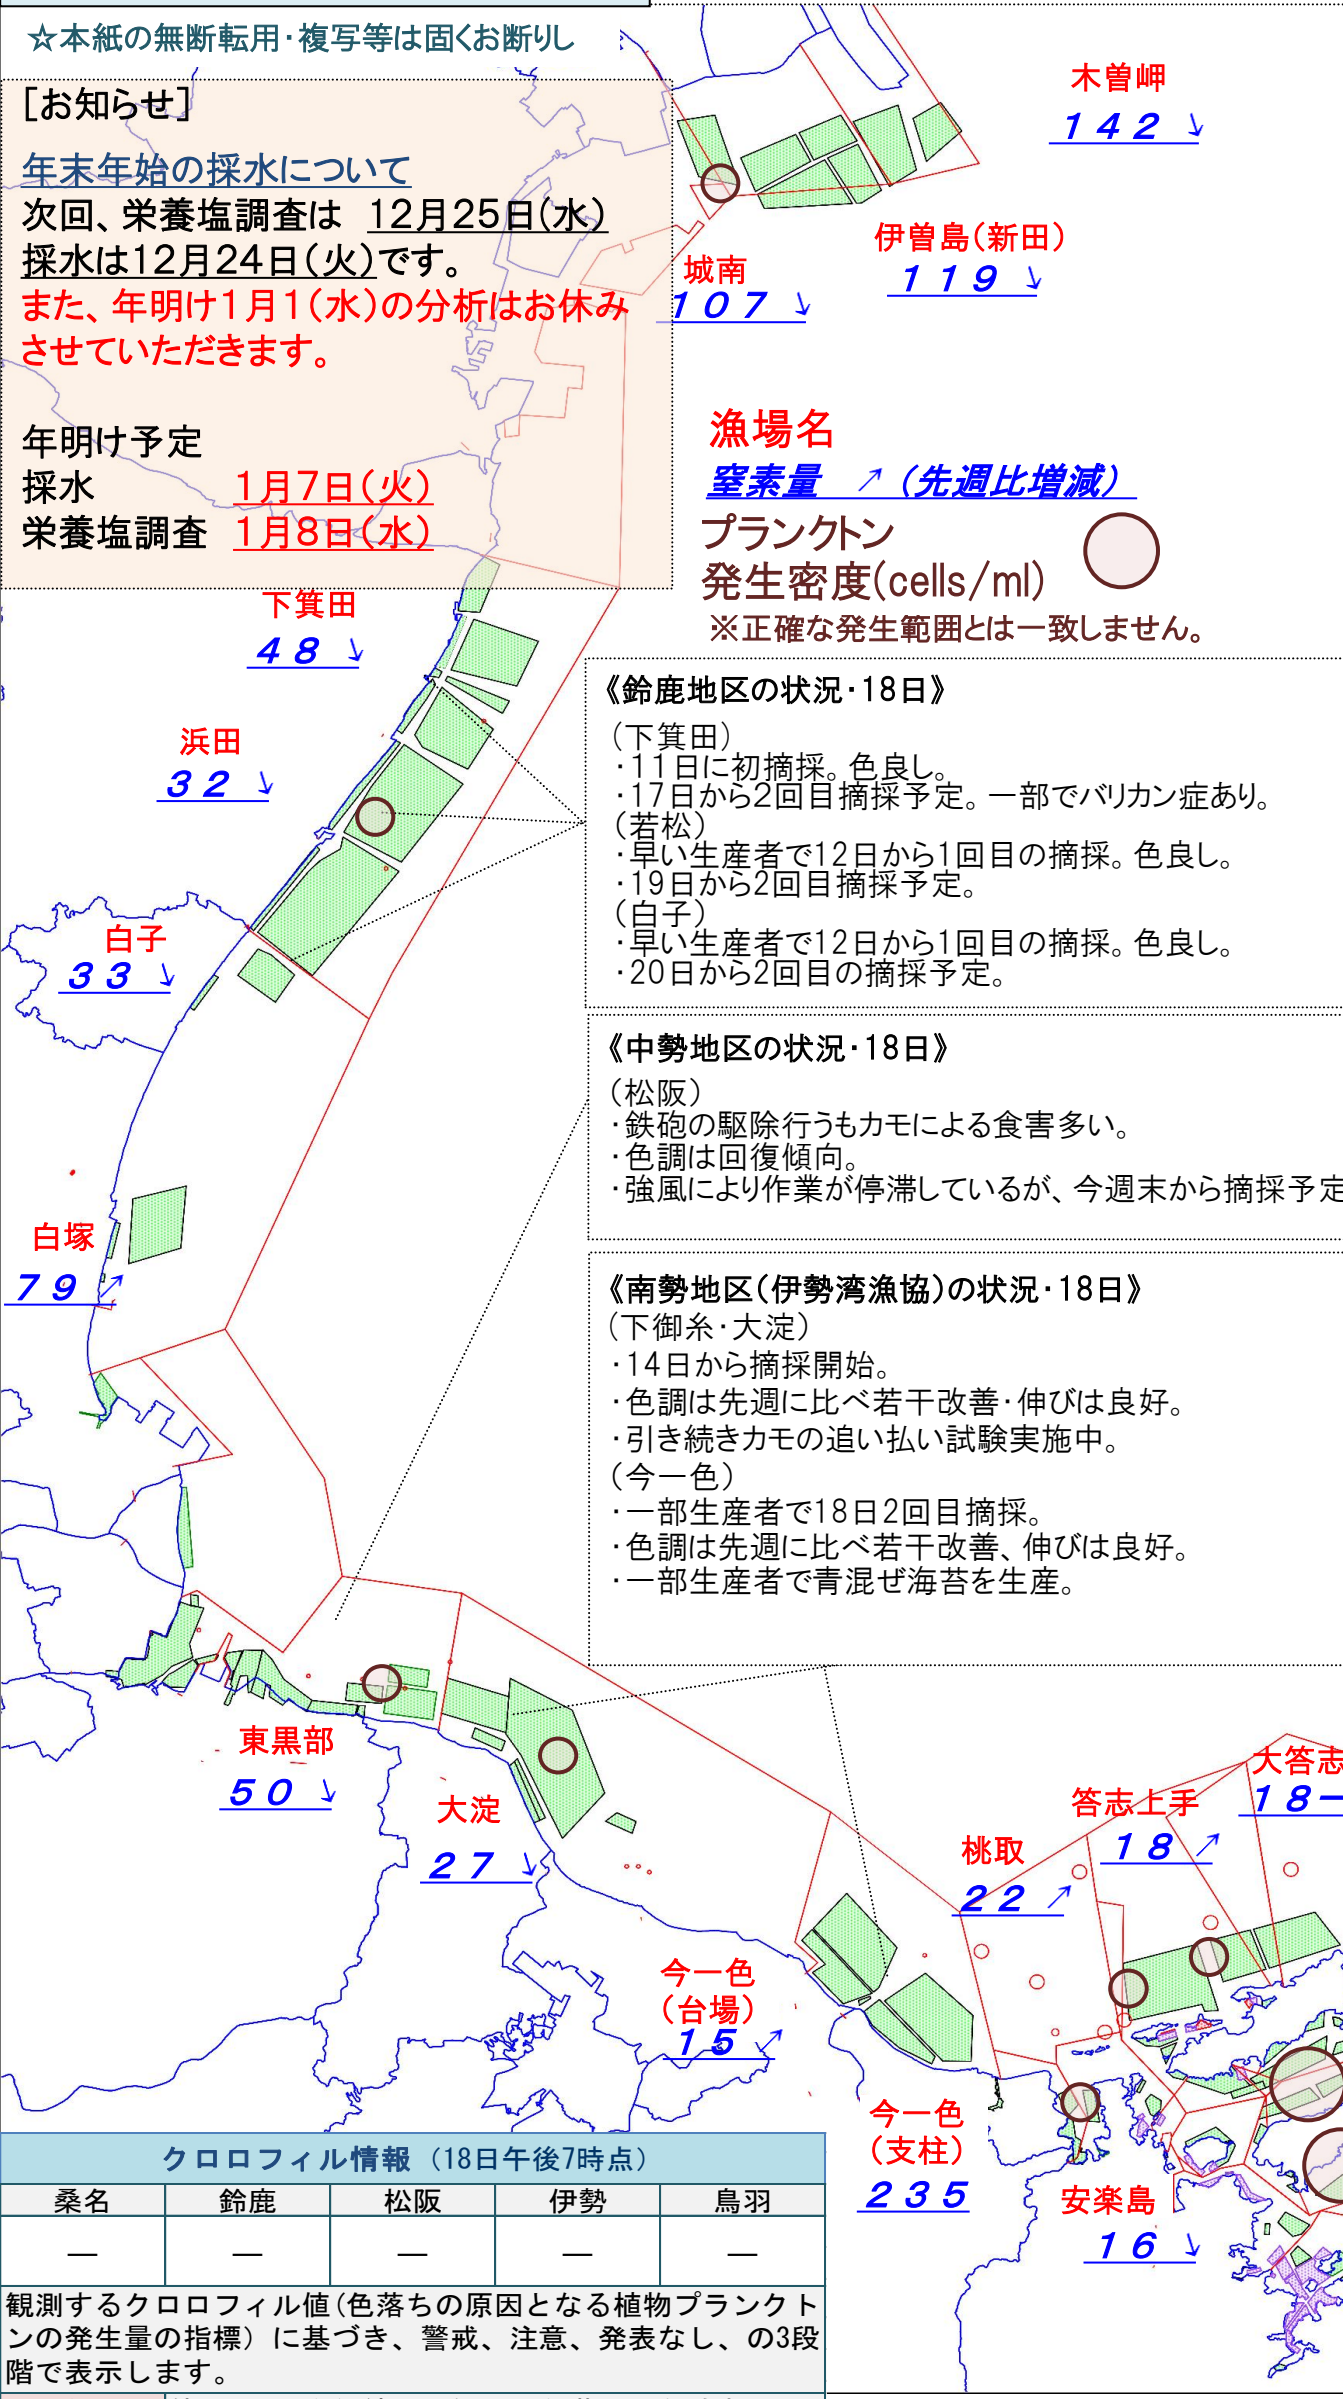 ☆本紙の無断転用･複写等は固くお断りし
［お知らせ］
年末年始の採水について
次回、栄養塩調査は 12月25日(水)
採水は12月24日(火)です。
また、年明け1月1(水)の分析はお休み
させていただきます。
年明け予定
採水 1月7日(火)
栄養塩調査 1月8日(水)
木曽岬
142 ↓
伊曽島(新田)
119 ↓
城南
107 ↓
漁場名
窒素量 ↗ (先週比増減)
プランクトン
発生密度(cells/ml)
※正確な発生範囲とは一致しません。
下箕田
48 ↓
浜田
32 ↓
白子
33 ↓
白塚
79 ↗
《鈴鹿地区の状況･18日》
(下箕田)
･11日に初摘採。色良し。
･17日から2回目摘採予定。一部でバリカン症あり。
(若松)
･早い生産者で12日から1回目の摘採。色良し。
･19日から2回目摘採予定。
(白子)
･早い生産者で12日から1回目の摘採。色良し。
･20日から2回目の摘採予定。
《中勢地区の状況･18日》
(松阪)
･鉄砲の駆除行うもカモによる食害多い。
･色調は回復傾向。
･強風により作業が停滞しているが、今週末から摘採予定
《南勢地区(伊勢湾漁協)の状況･18日》
(下御糸･大淀)
･14日から摘採開始。
･色調は先週に比べ若干改善･伸びは良好。
･引き続きカモの追い払い試験実施中。
(今一色)
･一部生産者で18日2回目摘採。
･色調は先週に比べ若干改善、伸びは良好。
･一部生産者で青混ぜ海苔を生産。
東黒部
50 ↓
大淀
27 ↓
今一色
(台場)
15 ↗
桃取
22 ↗
答志上手
18 ↗
大答志
18－
今一色
(支柱)
235
安楽島
16 ↓
クロロフィル情報 (18日午後7時点)
桑名 鈴鹿 松阪 伊勢 鳥羽
― ― ― ― ―
観測するクロロフィル値(色落ちの原因となる植物プランクト
ンの発生量の指標) に基づき、警戒、注意、発表なし、の3段
階で表示します。